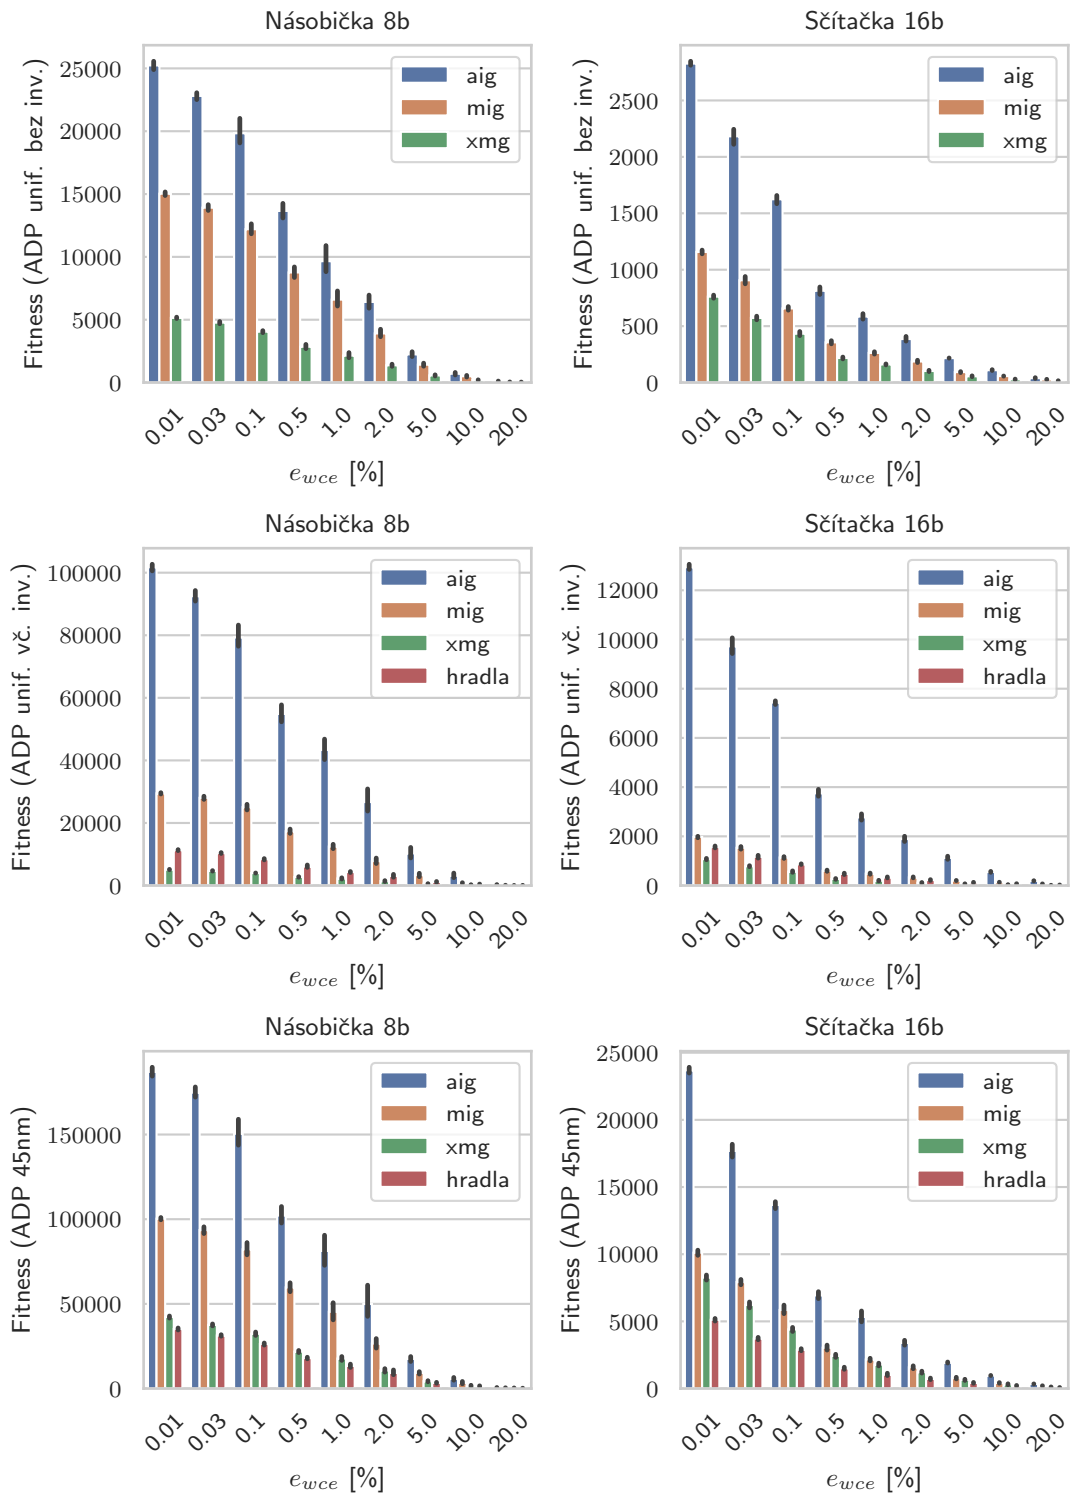 Násobička 8b
Fitness (ADP unif. bez inv.)
25000
20000
15000
10000
5000
0
aig
mig
xmg
0.01 0.03 0.1 0.5 1.0 2.0 5.0 10.0 20.0
e_wce [%]
Sčítačka 16b
Fitness (ADP unif. bez inv.)
2500
2000
1500
1000
500
0
aig
mig
xmg
0.01 0.03 0.1 0.5 1.0 2.0 5.0 10.0 20.0
e_wce [%]
Násobička 8b
Fitness (ADP unif. vč. inv.)
100000
80000
60000
40000
20000
0
aig
mig
xmg
hradla
0.01 0.03 0.1 0.5 1.0 2.0 5.0 10.0 20.0
e_wce [%]
Sčítačka 16b
Fitness (ADP unif. vč. inv.)
12000
10000
8000
6000
4000
2000
0
aig
mig
xmg
hradla
0.01 0.03 0.1 0.5 1.0 2.0 5.0 10.0 20.0
e_wce [%]
Násobička 8b
Fitness (ADP 45nm)
150000
100000
50000
0
aig
mig
xmg
hradla
0.01 0.03 0.1 0.5 1.0 2.0 5.0 10.0 20.0
e_wce [%]
Sčítačka 16b
Fitness (ADP 45nm)
25000
20000
15000
10000
5000
0
aig
mig
xmg
hradla
0.01 0.03 0.1 0.5 1.0 2.0 5.0 10.0 20.0
e_wce [%]